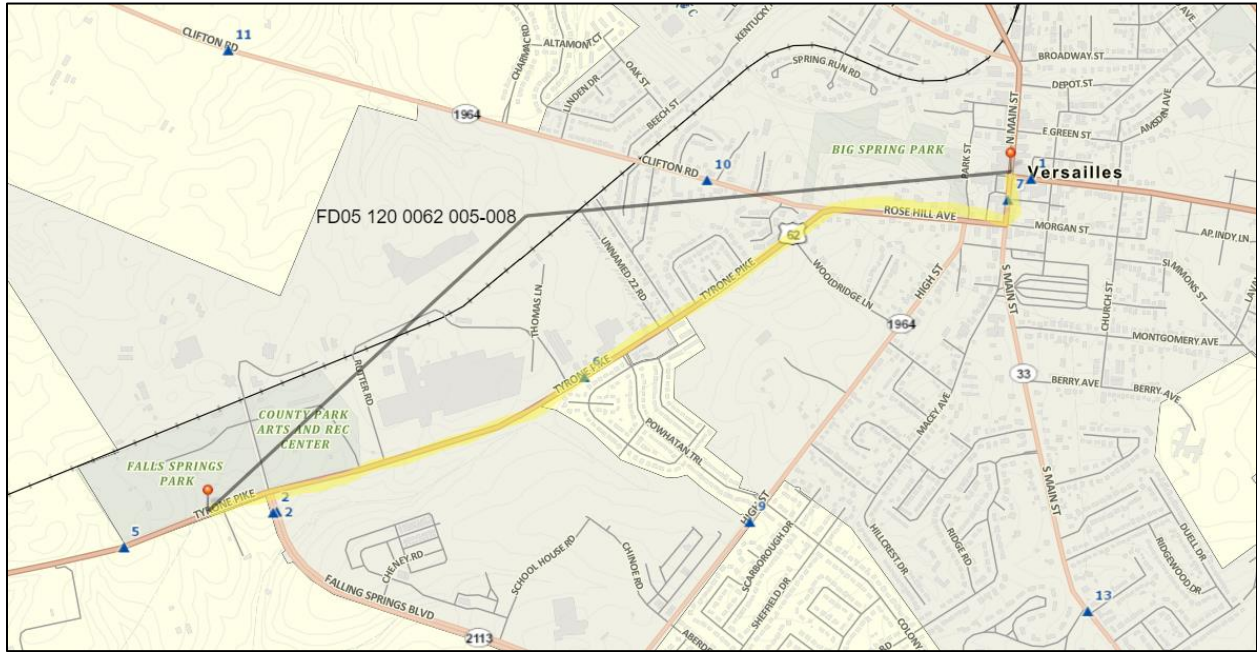 11
CLIFTON RD
CHARMAC RD
ALTAMONT CT
LINDEN DR
OAK ST
BEECH ST
SPRING RUN RD
N MAIN ST
BROADWAY ST
DEPOT ST
E GREEN ST
AMSDEN AVE
1964
CLIFTON RD
10
BIG SPRING PARK
PARK ST
1
Versailles
7
FD05 120 0062 005-008
ROSE HILL AVE
MORGAN ST
62
UNNAMED 22 RD
TYRONE PIKE
WOOLDRIDGE LN
HIGH ST
S MAIN ST
CHURCH ST
SIMMONS ST
1964
MONTGOMERY AVE
THOMAS LN
6
TYRONE PIKE
33
BERRY AVE
BERRY AVE
MACEY AVE
RUTTER RD
COUNTY PARK
ARTS AND REC
CENTER
POWHATAN TRL
FALLS SPRINGS
PARK
TYRONE PIKE
2
2
5
HIGH ST
9
S MAIN ST
CHENEY RD
SCHOOL HOUSE RD
CHINOE RD
SCARBOROUGH DR
SHEFFIELD DR
HILLCREST DR
RIDGE RD
DUELL DR
RIDGEWOOD DR
FALLING SPRINGS BLVD
2113
COLONY
13